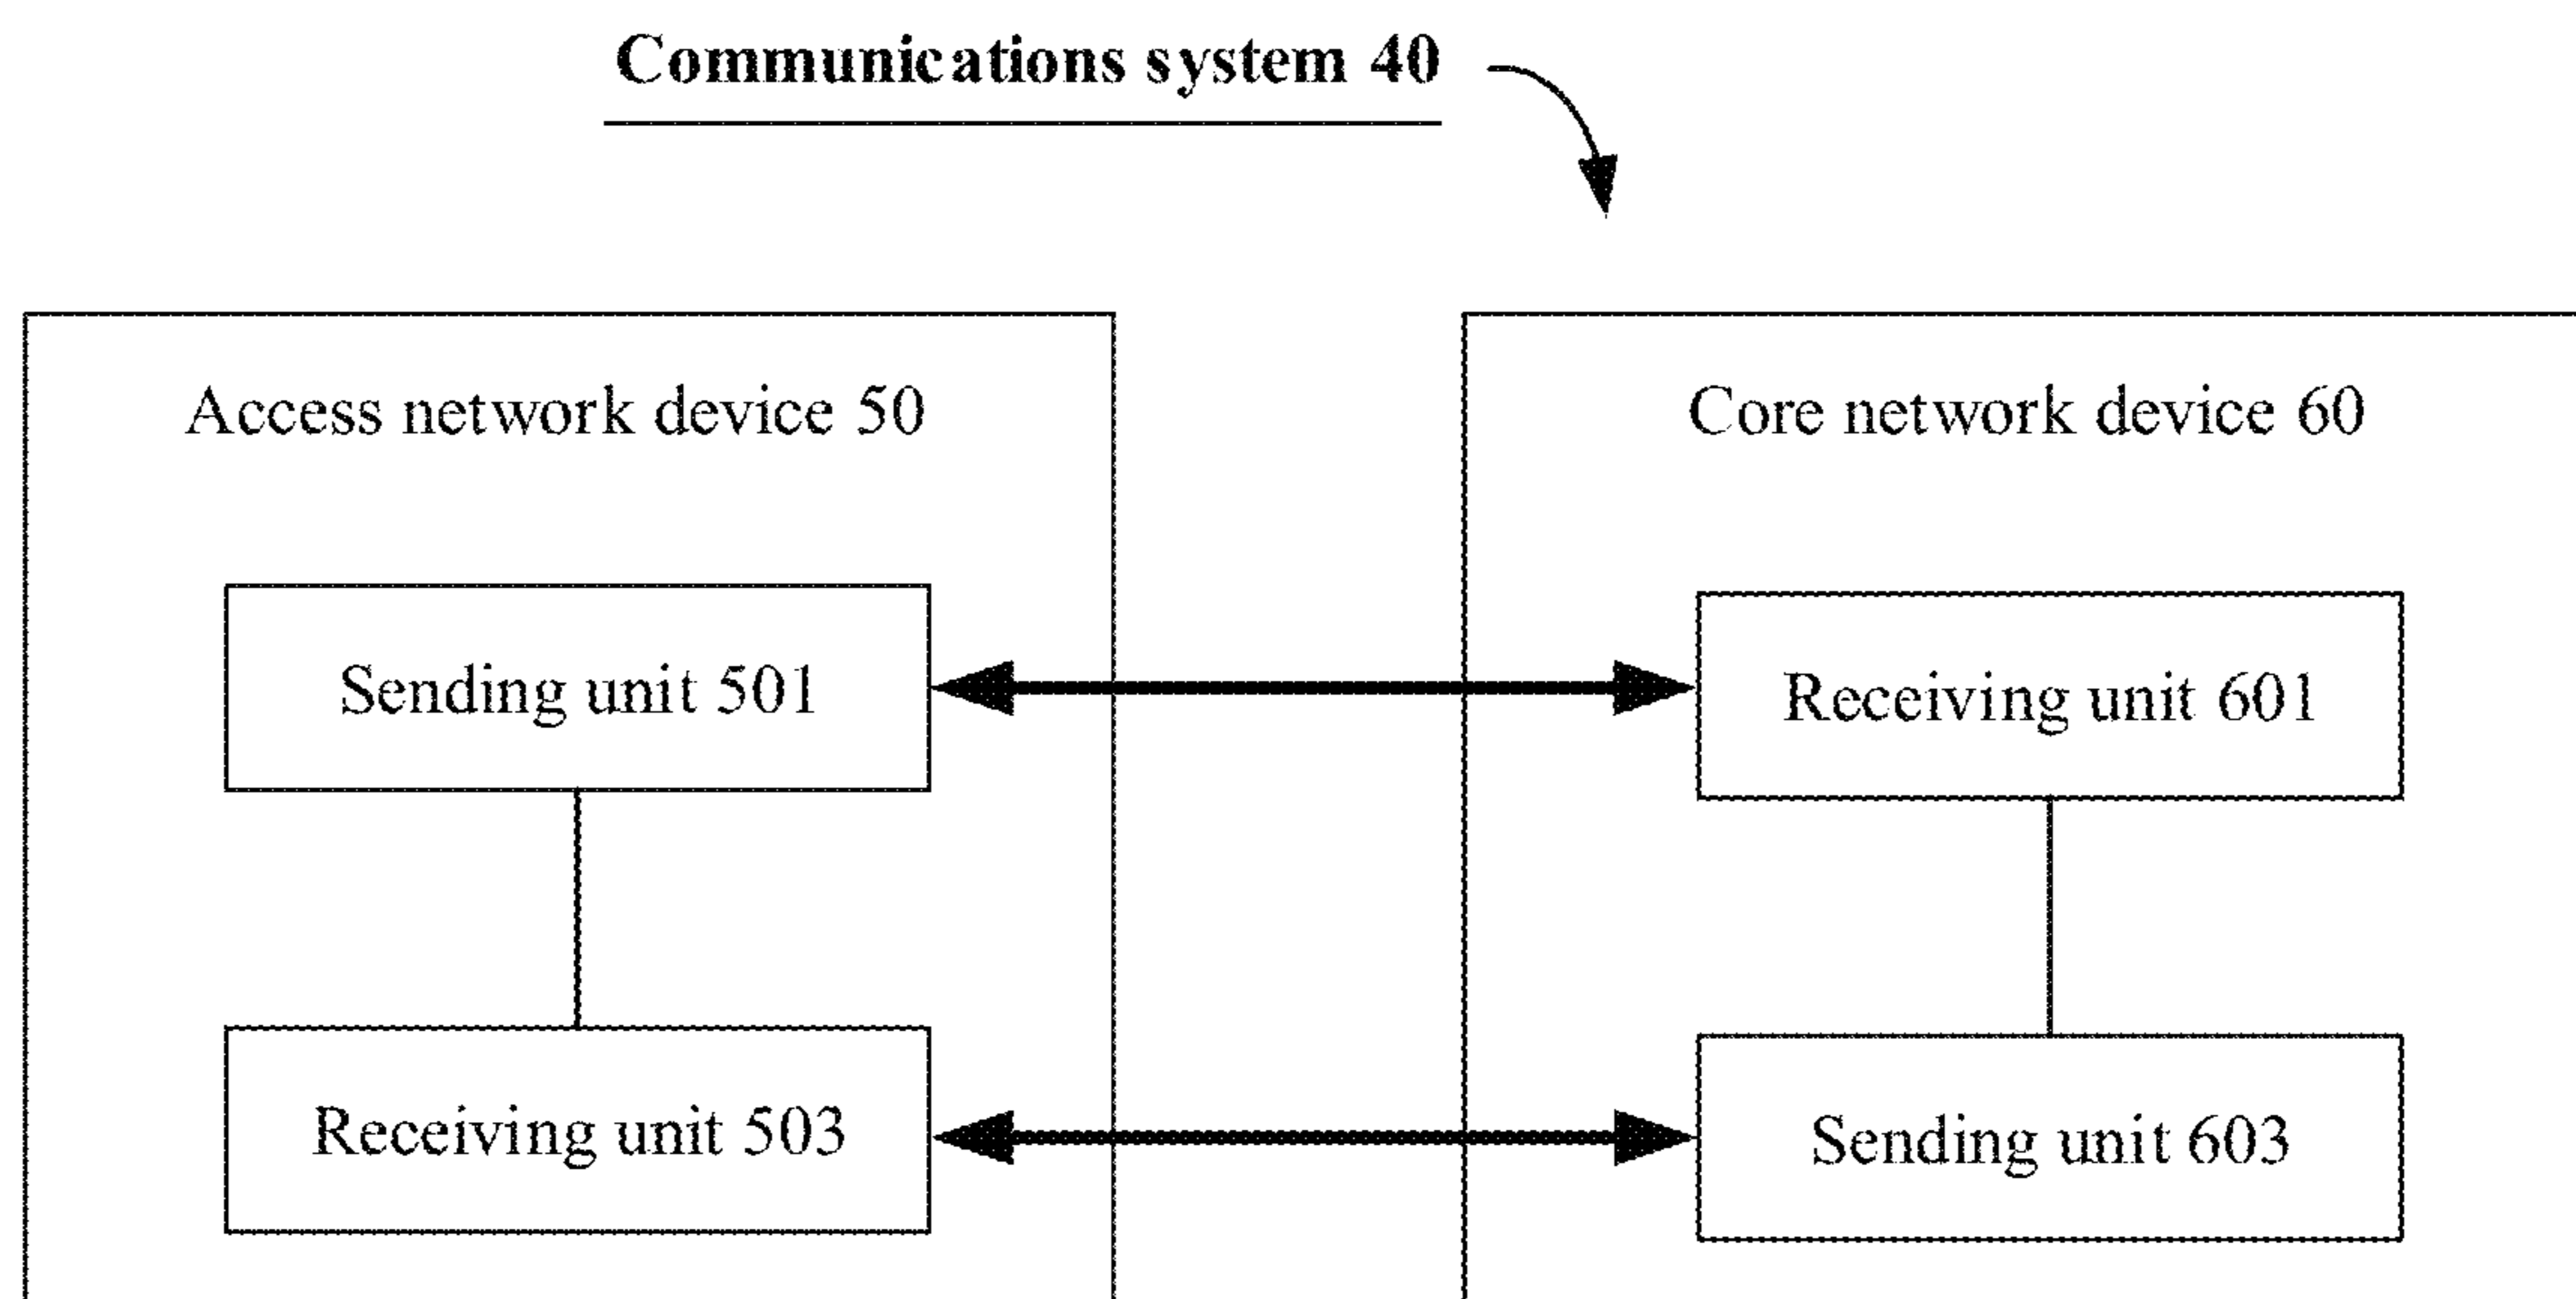 Communications system 40
Access network device 50
Core network device 60
Sending unit 501
Receiving unit 601
Receiving unit 503
Sending unit 603